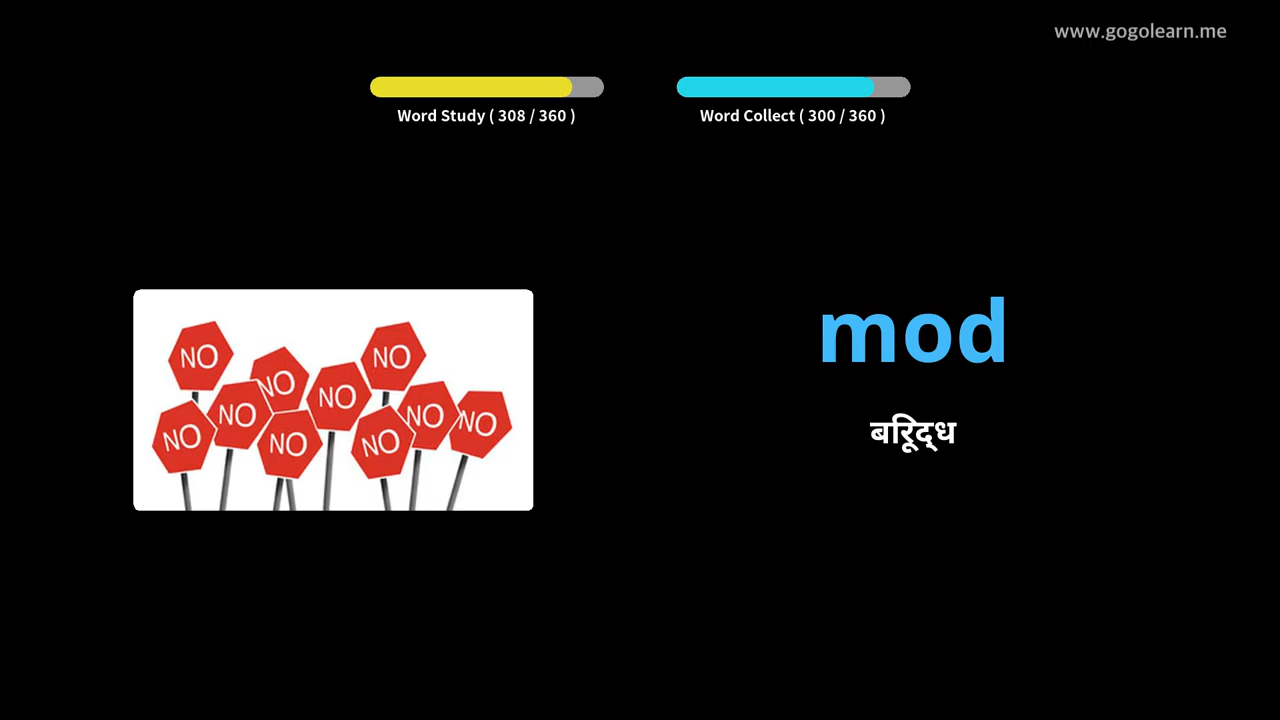 www.gogolearn.me
Word Study ( 308 / 360 ) Word Collect ( 300 / 360 )
NO NO
NO NO
NO NO NO
NO NO NO
mod
बिरूद्ध